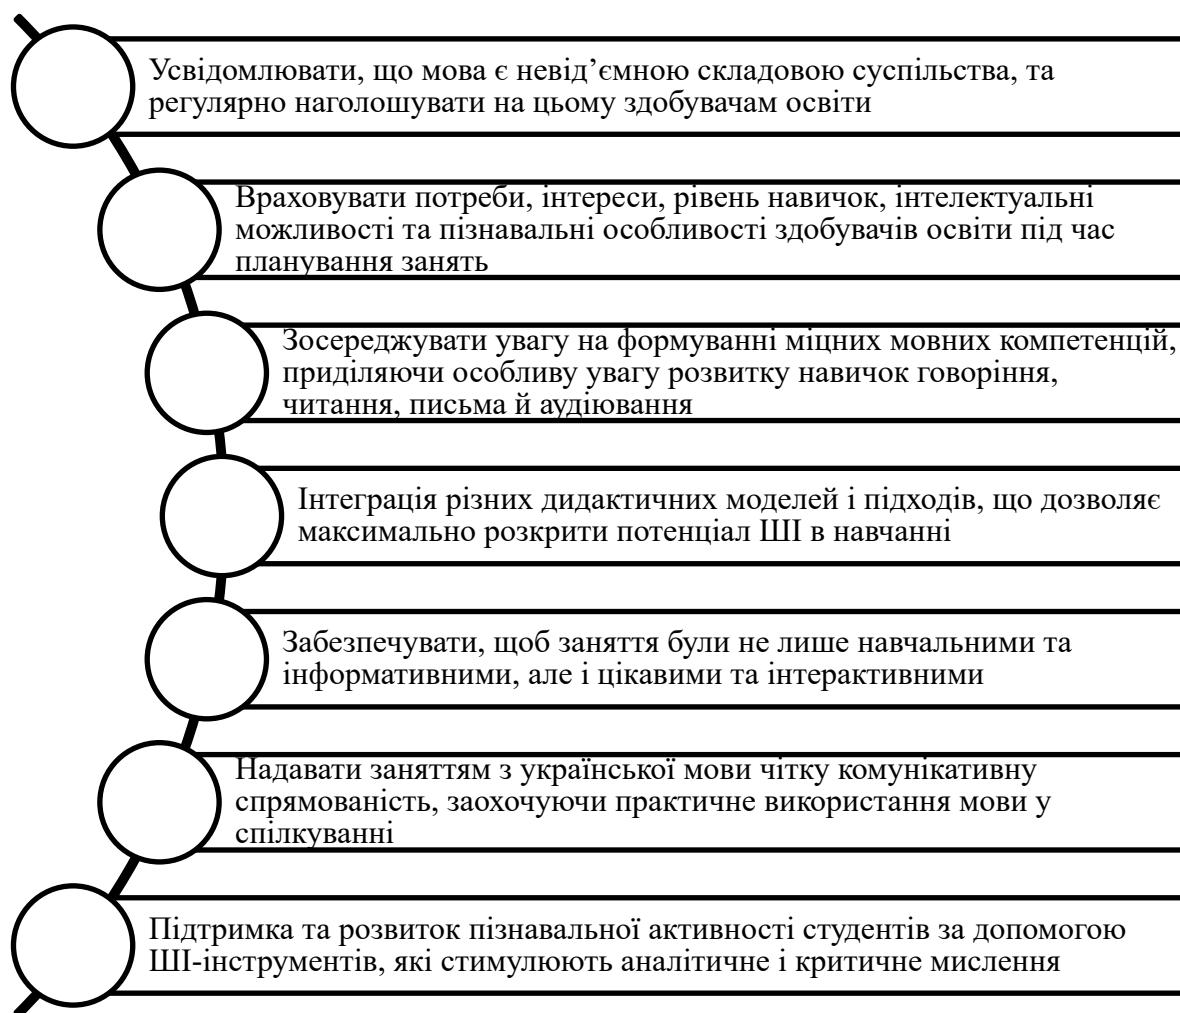 Усвідомлювати, що мова є невід’ємною складовою суспільства, та
регулярно наголошувати на цьому здобувачам освіти
Враховувати потреби, інтереси, рівень навичок, інтелектуальні
можливості та пізнавальні особливості здобувачів освіти під час
планування занять
Зосереджувати увагу на формуванні міцних мовних компетенцій,
приділяючи особливу увагу розвитку навичок говоріння,
читання, письма й аудіювання
Інтеграція різних дидактичних моделей і підходів, що дозволяє
максимально розкрити потенціал ШІ в навчанні
Забезпечувати, щоб заняття були не лише навчальними та
інформативними, але і цікавими та інтерактивними
Надавати заняттям з української мови чітку комунікативну
спрямованість, заохочуючи практичне використання мови у
спілкуванні
Підтримка та розвиток пізнавальної активності студентів за допомогою
ШІ-інструментів, які стимулюють аналітичне і критичне мислення